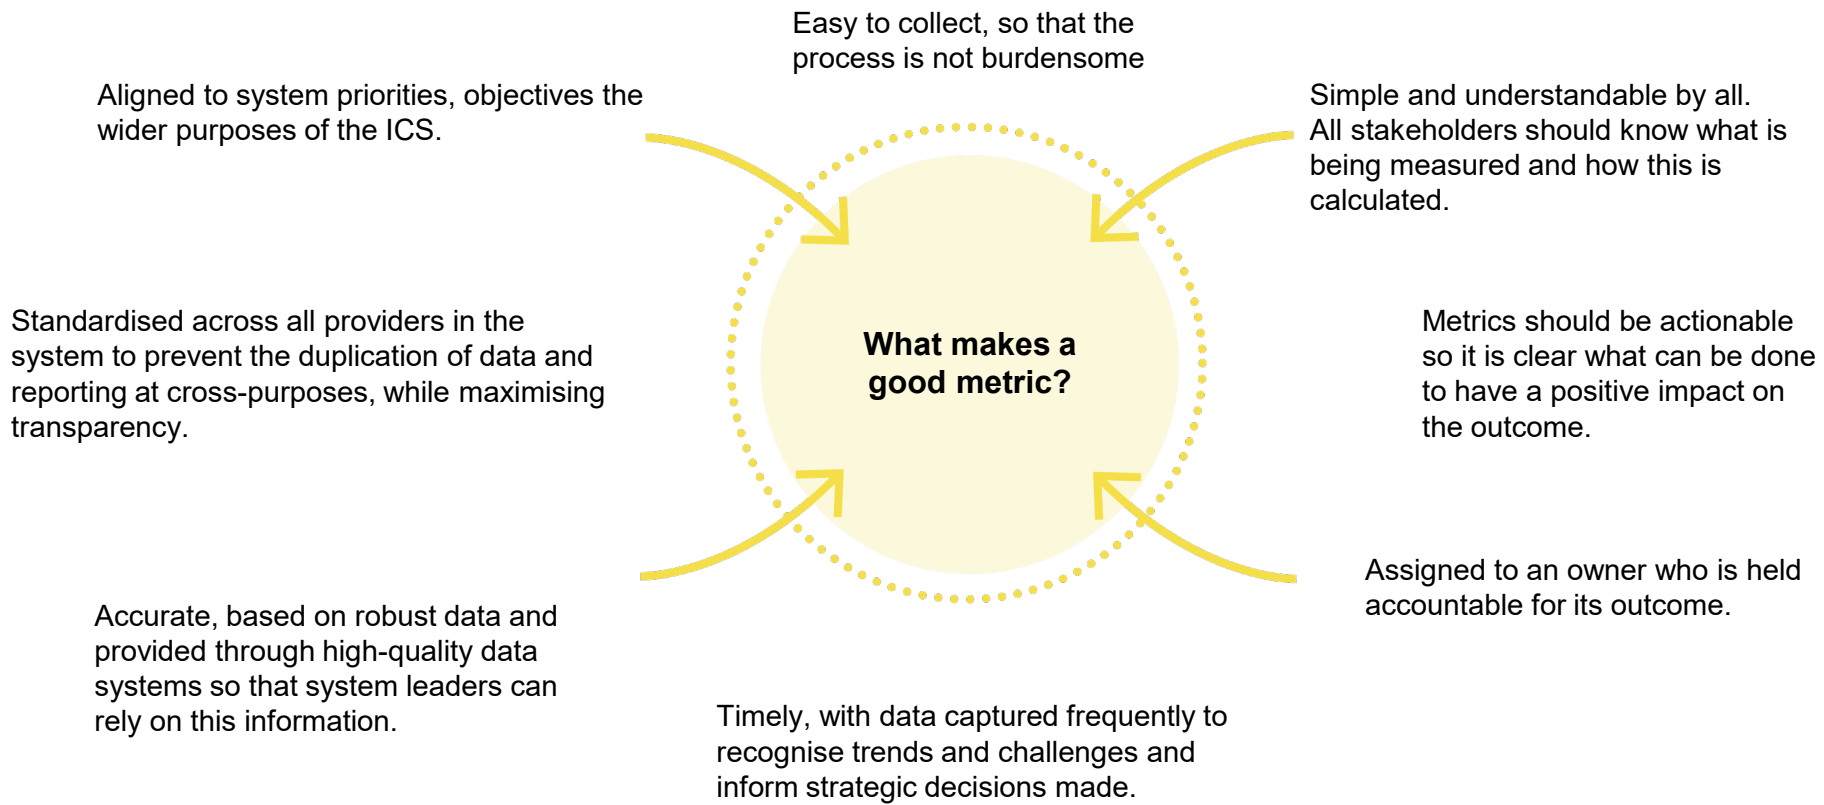 Easy to collect, so that the
process is not burdensome
Aligned to system priorities, objectives the
wider purposes of the ICS.
Simple and understandable by all.
All stakeholders should know what is
being measured and how this is
calculated.
Standardised across all providers in the
system to prevent the duplication of data and
reporting at cross-purposes, while maximising
transparency.
What makes a
good metric?
Metrics should be actionable
so it is clear what can be done
to have a positive impact on
the outcome.
Accurate, based on robust data and
provided through high-quality data
systems so that system leaders can
rely on this information.
Assigned to an owner who is held
accountable for its outcome.
Timely, with data captured frequently to
recognise trends and challenges and
inform strategic decisions made.